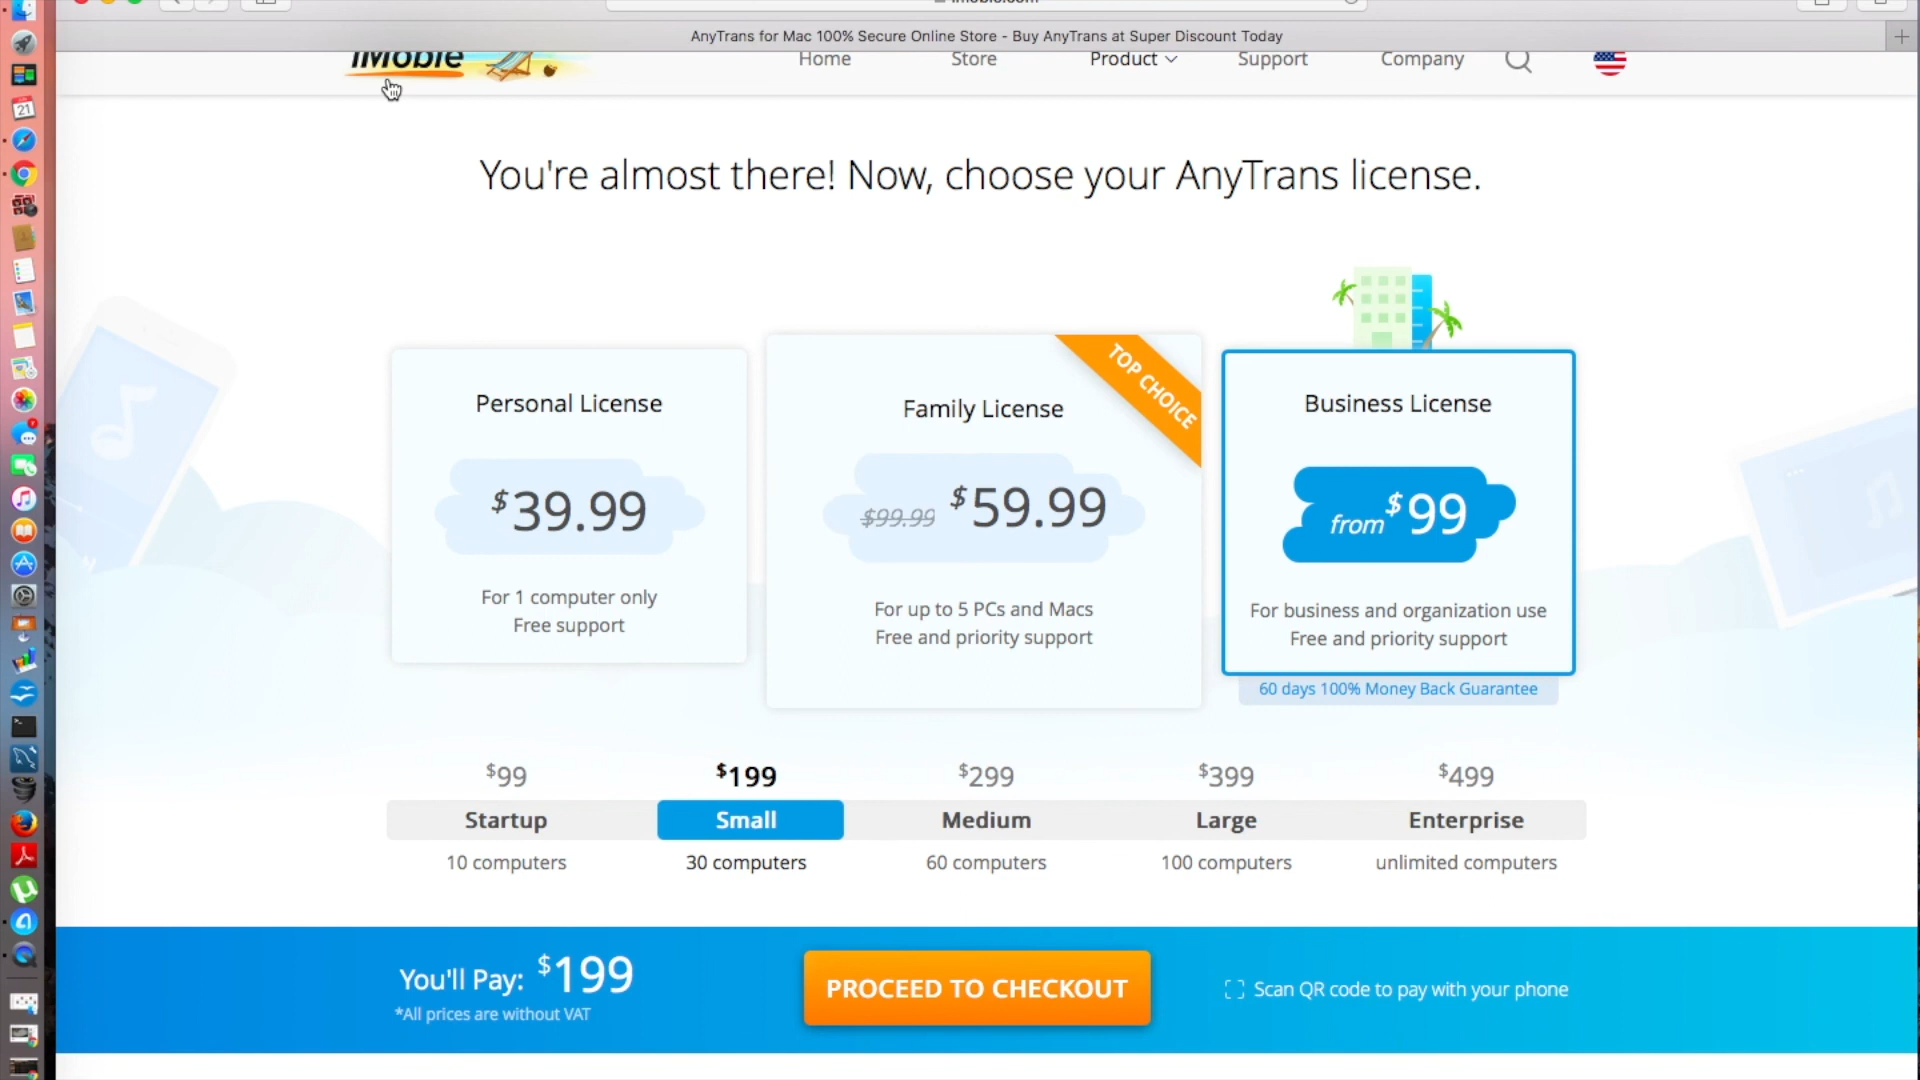 AnyTrans for Mac 100% Secure Online Store - Buy AnyTrans at Super Discount Today
iMobie
Home
Store
Product
Support
Company
21
You're almost there! Now, choose your AnyTrans license.
Personal License
$39.99
For 1 computer only
Free support
TOP CHOICE
Family License
$99.99 $59.99
For up to 5 PCs and Macs
Free and priority support
Business License
from $99
For business and organization use
Free and priority support
60 days 100% Money Back Guarantee
$99
Startup
10 computers
$199
Small
30 computers
$299
Medium
60 computers
$399
Large
100 computers
$499
Enterprise
unlimited computers
You'll Pay: $199
*All prices are without VAT
PROCEED TO CHECKOUT
Scan QR code to pay with your phone